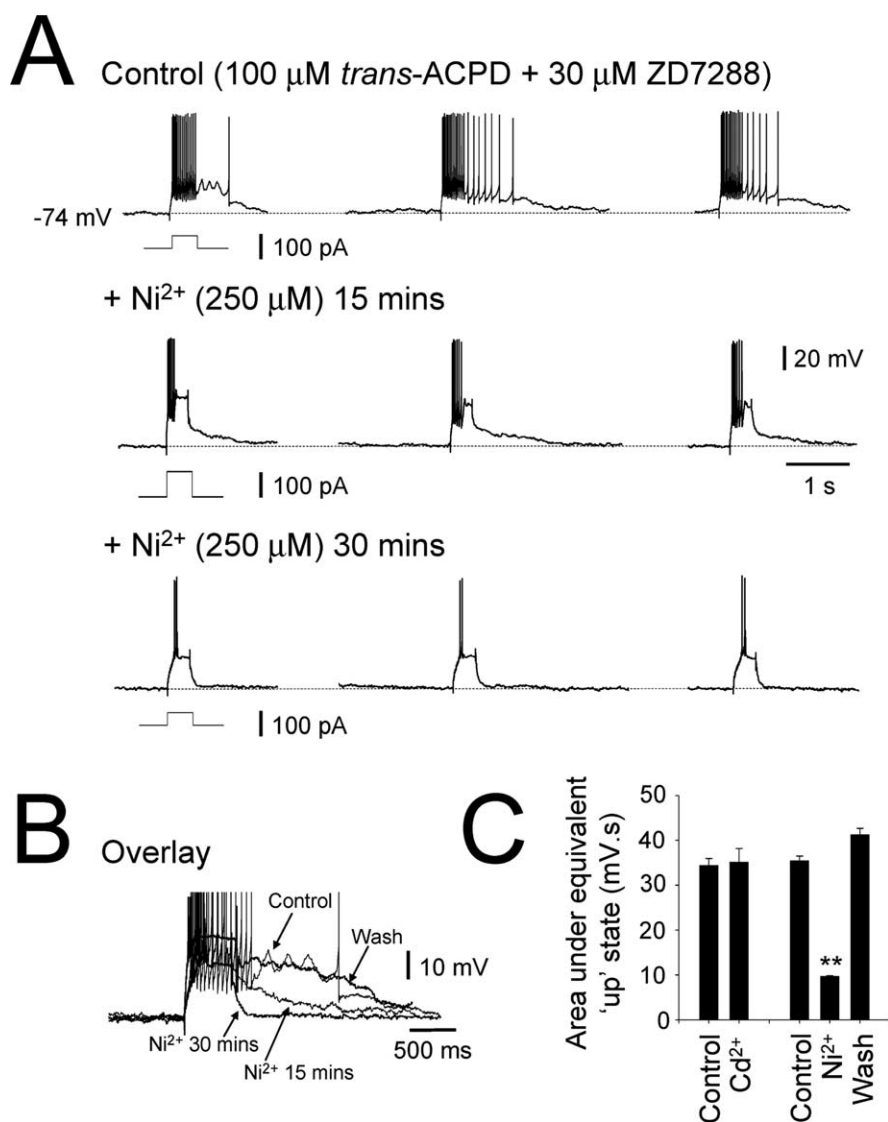 A
Control (100 μM trans-ACPD + 30 μM ZD7288)
-74 mV
100 pA
+ Ni²⁺ (250 μM) 15 mins
20 mV
100 pA
1 s
+ Ni²⁺ (250 μM) 30 mins
100 pA
B
Overlay
Control
Wash
10 mV
Ni²⁺ 30 mins
Ni²⁺ 15 mins
500 ms
C
Area under equivalent
'up' state (mV.s)
50
40
30
20
10
0
**
Control
Cd²⁺
Control
Ni²⁺
Wash